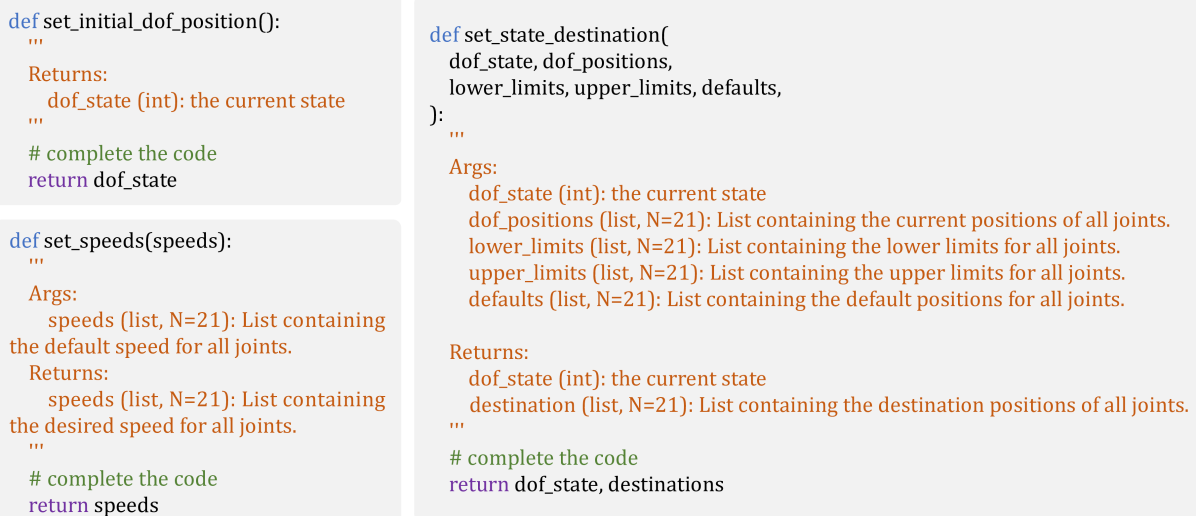 def set_initial_dof_position():
'''
Returns:
dof_state (int): the current state
'''
# complete the code
return dof_state
def set_speeds(speeds):
'''
Args:
speeds (list, N=21): List containing
the default speed for all joints.
Returns:
speeds (list, N=21): List containing
the desired speed for all joints.
'''
# complete the code
return speeds
def set_state_destination(
dof_state, dof_positions,
lower_limits, upper_limits, defaults,
):
'''
Args:
dof_state (int): the current state
dof_positions (list, N=21): List containing the current positions of all joints.
lower_limits (list, N=21): List containing the lower limits for all joints.
upper_limits (list, N=21): List containing the upper limits for all joints.
defaults (list, N=21): List containing the default positions for all joints.
Returns:
dof_state (int): the current state
destination (list, N=21): List containing the destination positions of all joints.
'''
# complete the code
return dof_state, destinations